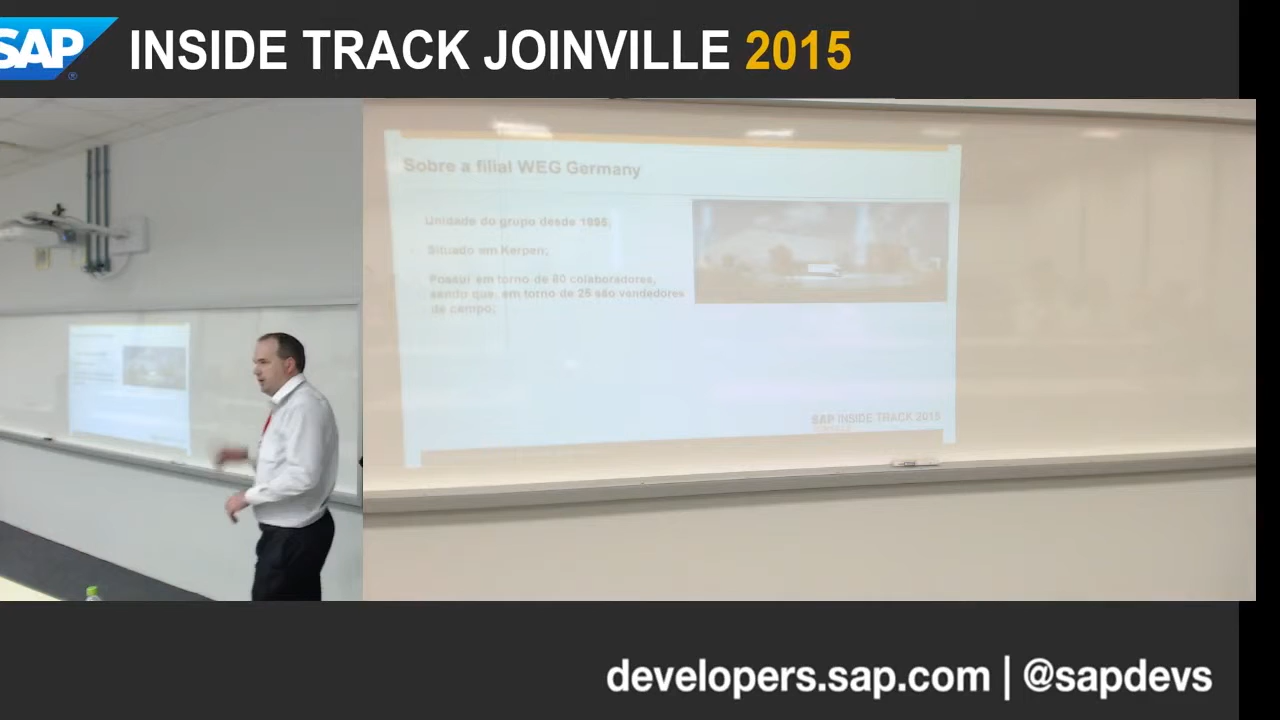 SAP
INSIDE TRACK JOINVILLE 2015
Sobre a filial WEG Germany
Unidade do grupo desde
Situado em Kerpen;
Possui em torno de 80 colaboradores,
sendo que em torno de 25 são vendedores
de campo;
SAP INSIDE TRACK 2015
developers.sap.com | @sapdevs